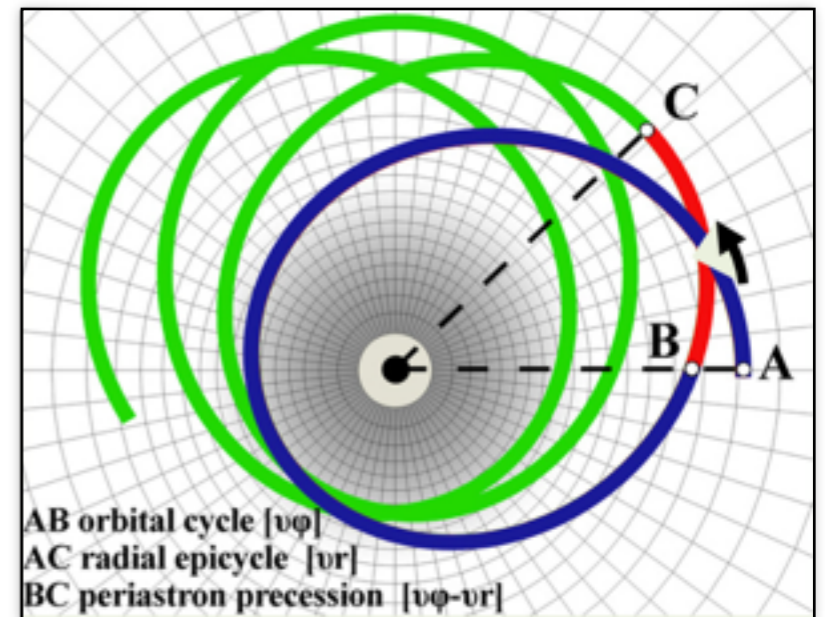 C
B
A
AB orbital cycle [υφ]
AC radial epicycle [υr]
BC periastron precession [υφ-υr]